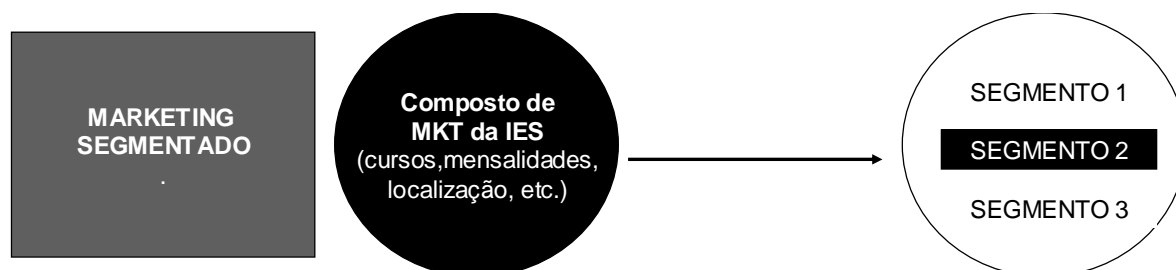 MARKETING
SEGMENTADO
.
Composto de
MKT da IES
(cursos,mensalidades,
localização, etc.)
SEGMENTO 1
SEGMENTO 2
SEGMENTO 3